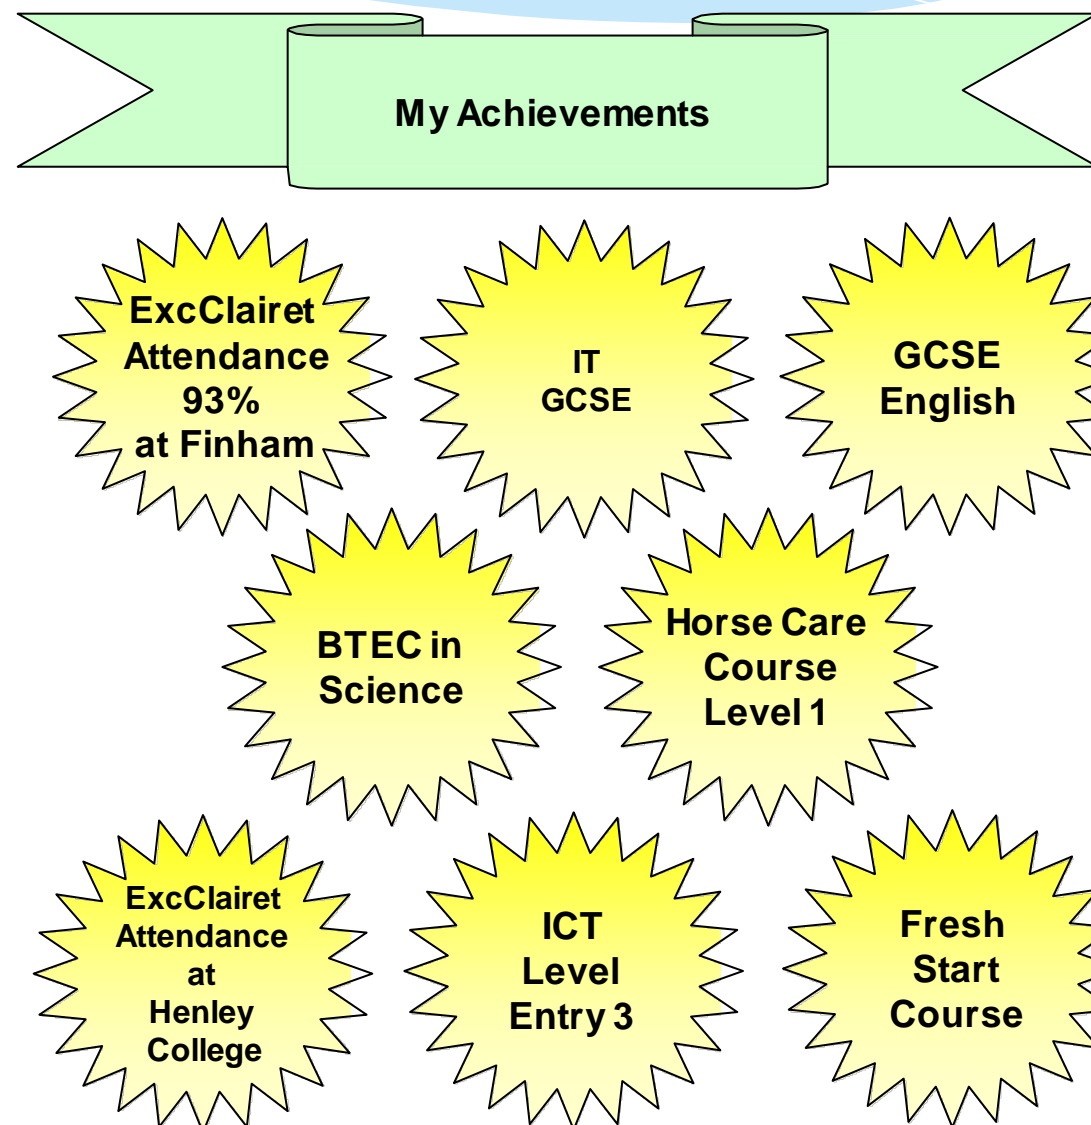 My Achievements
ExcClairet
Attendance
93%
at Finham
IT
GCSE
GCSE
English
BTEC in
Science
Horse Care
Course
Level 1
ExcClairet
Attendance
at
Henley
College
ICT
Level
Entry 3
Fresh
Start
Course